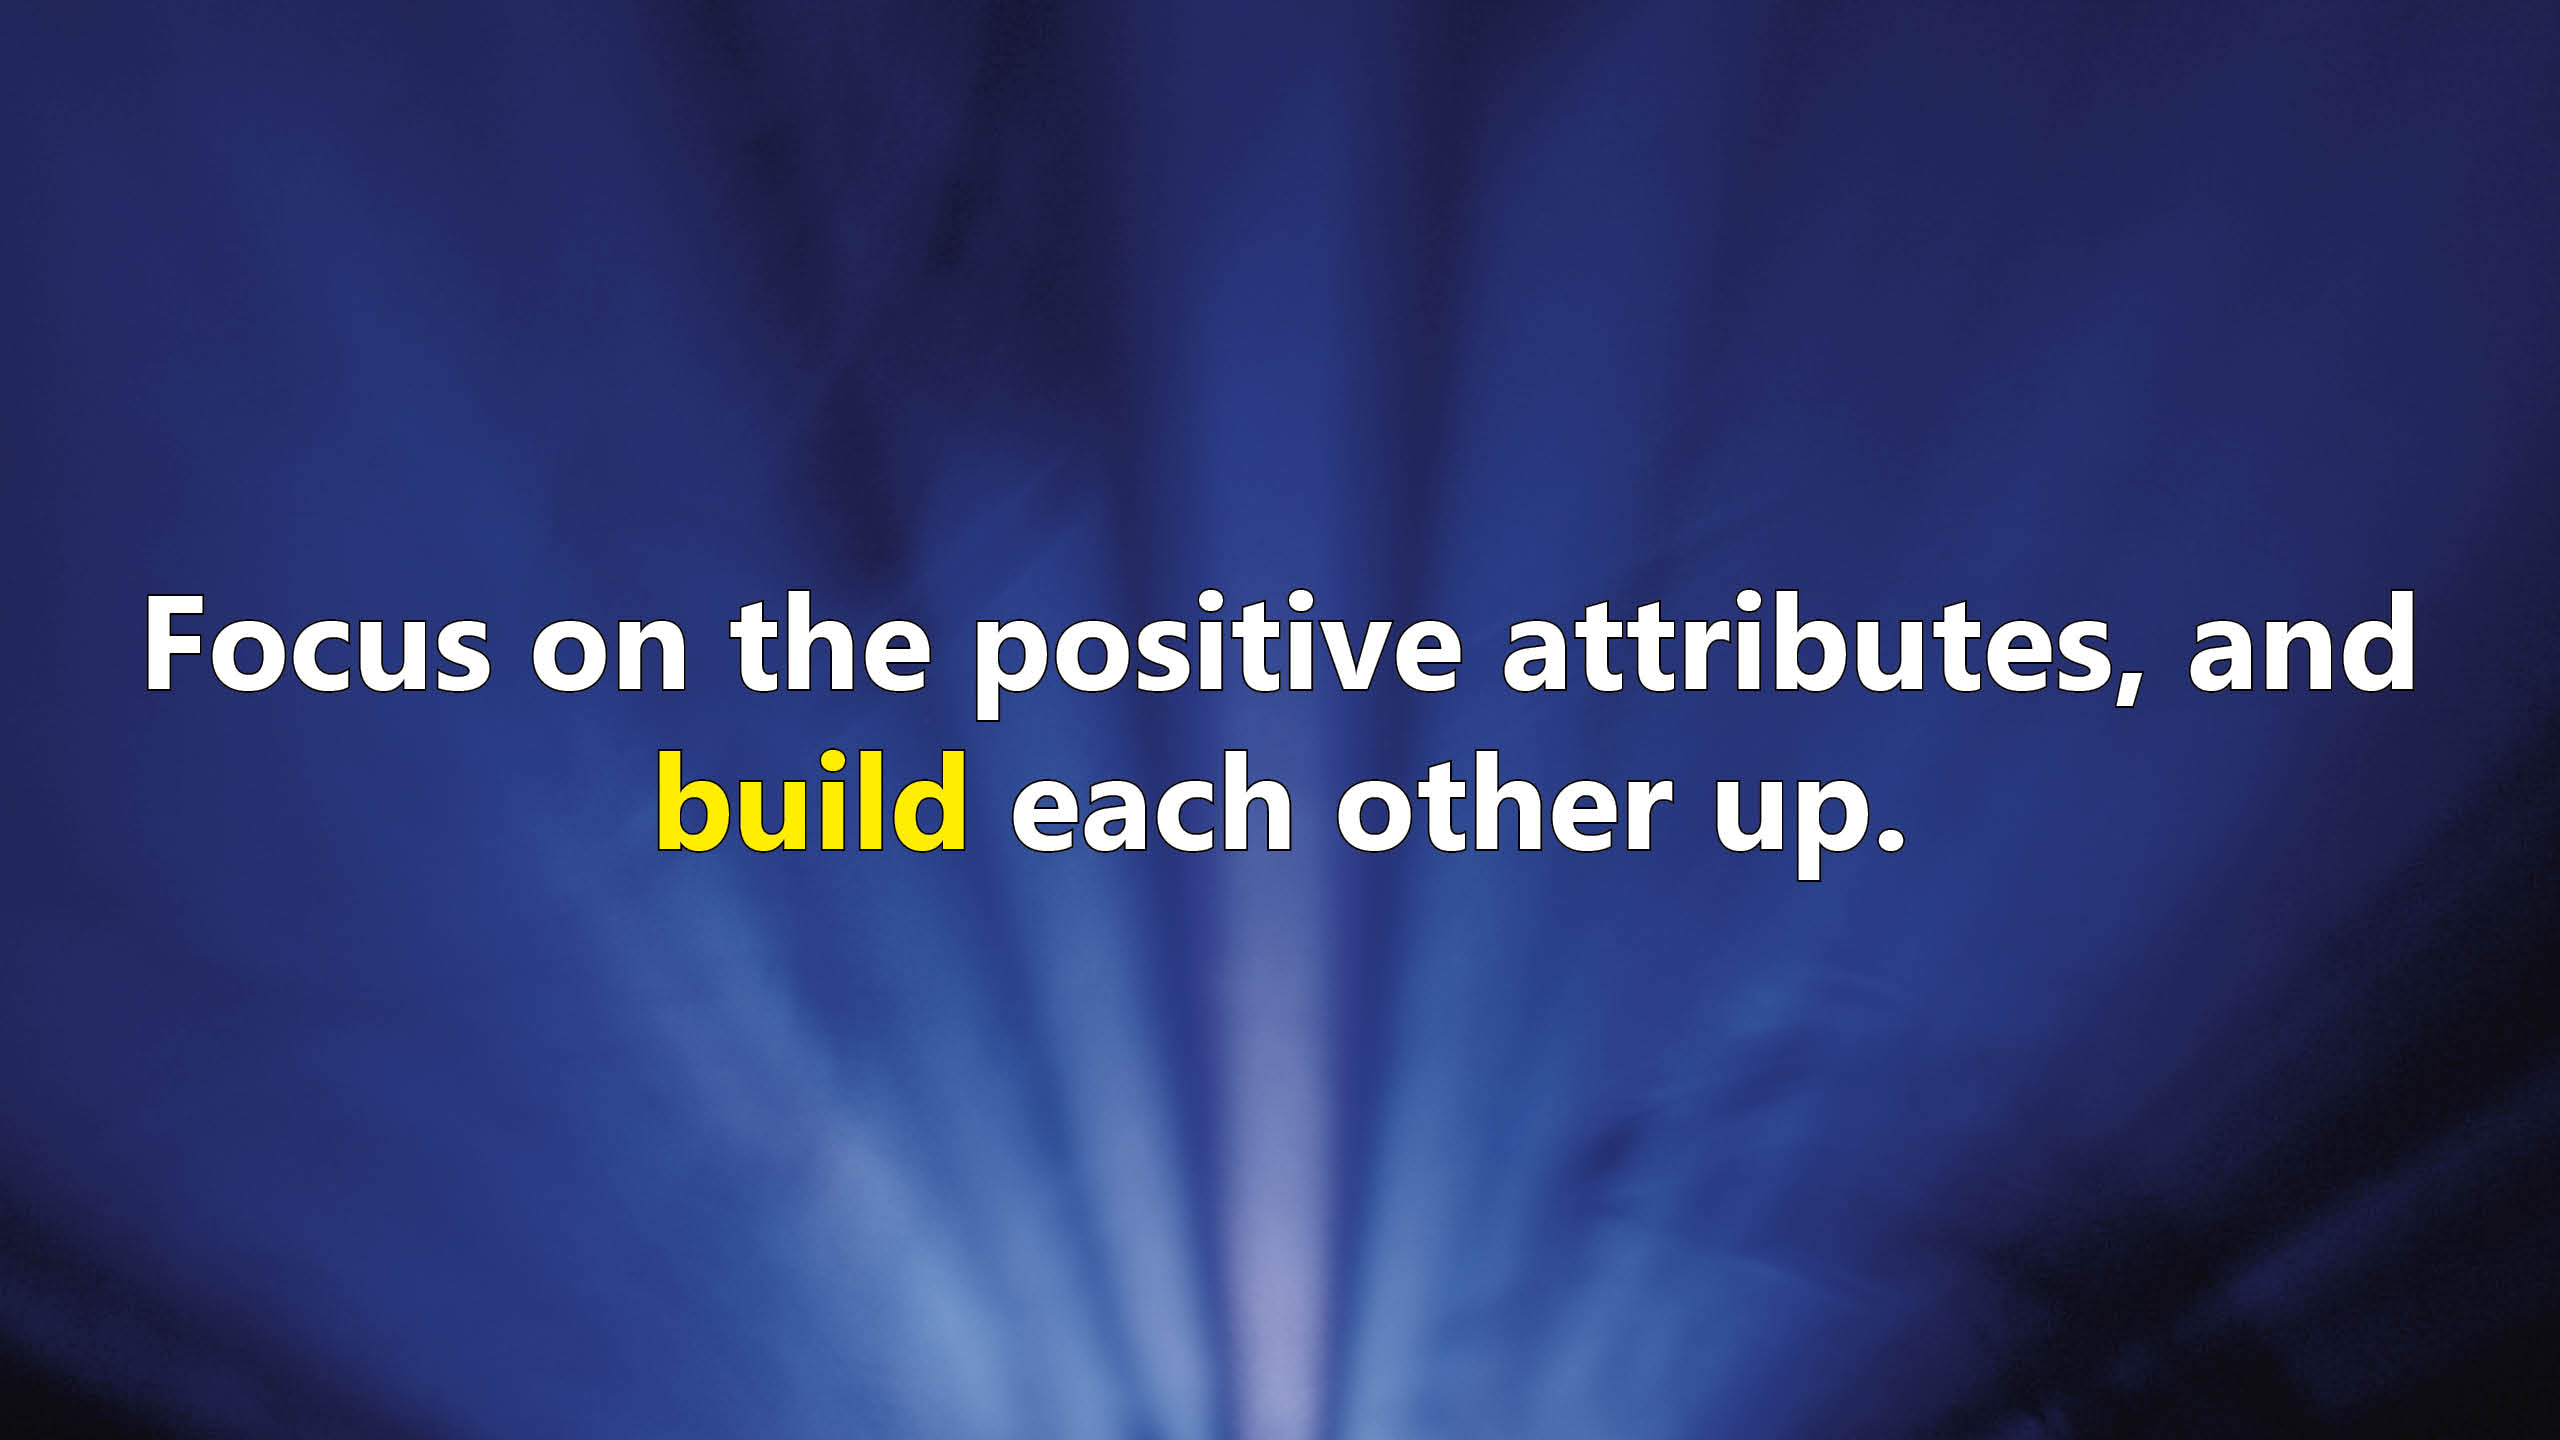 Focus on the positive attributes, and
build each other up.